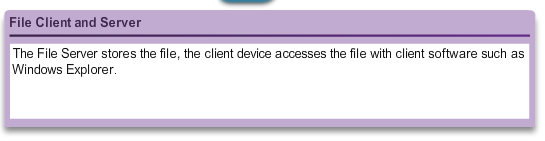 File Client and Server
The File Server stores the file, the client device accesses the file with client software such as
Windows Explorer.